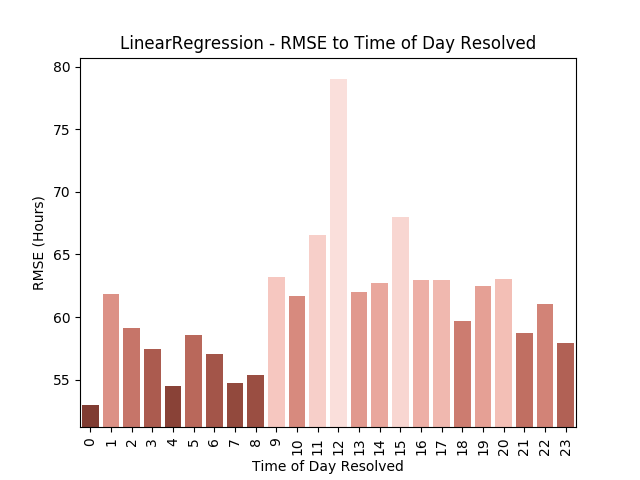 LinearRegression - RMSE to Time of Day Resolved
80
75
70
65
60
55
RMSE (Hours)
0 1 2 3 4 5 6 7 8 9 10 11 12 13 14 15 16 17 18 19 20 21 22 23
Time of Day Resolved